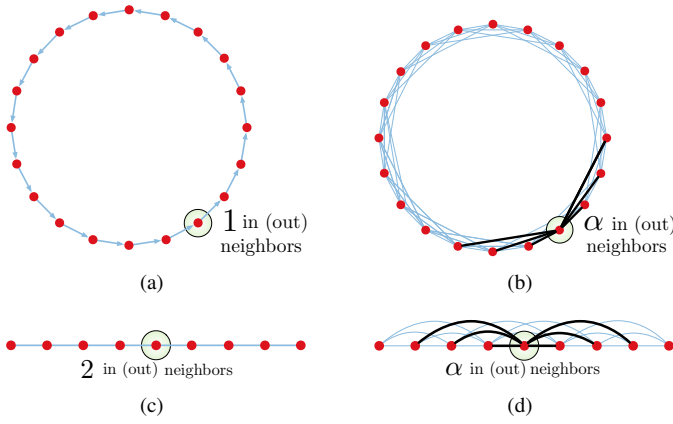 1 in (out)
neighbors
α in (out)
neighbors
(a)
(b)
2 in (out) neighbors
α in (out) neighbors
(c)
(d)